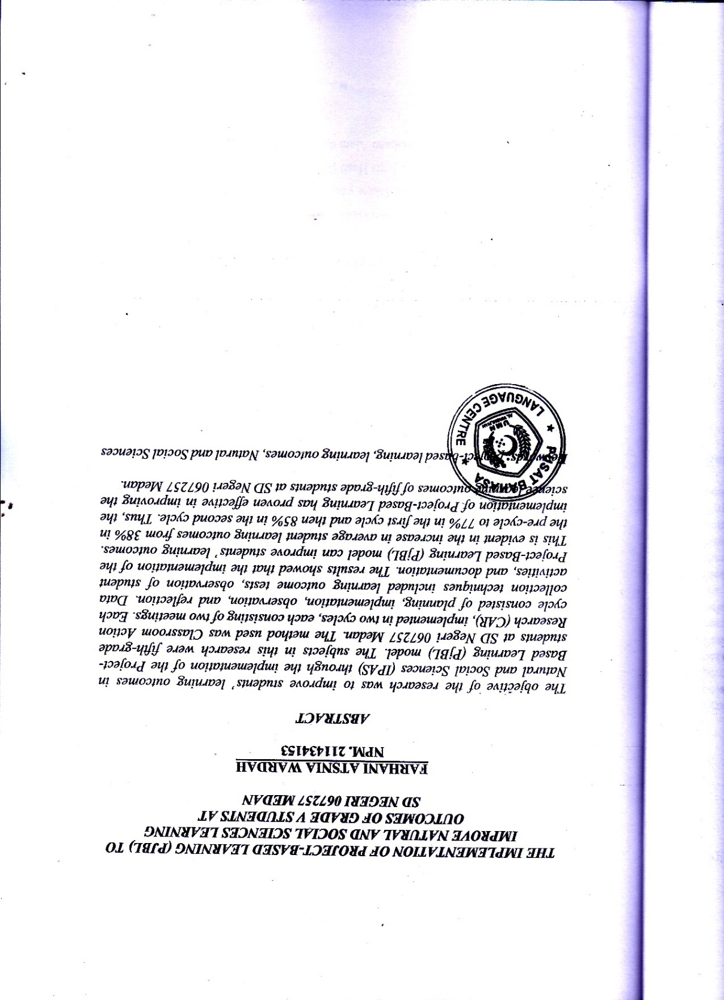 THE IMPLEMENTATION OF PROJECT-BASED LEARNING (PJBL) TO
IMPROVE NATURAL AND SOCIAL SCIENCES LEARNING
OUTCOMES OF GRADE V STUDENTS AT
SD NEGERI 067257 MEDAN
FARHANI ATSNIA WARDAH
NPM. 211434153
ABSTRACT
The objective of the research was to improve students' learning outcomes in
Natural and Social Sciences (IPAS) through the implementation of the Project-
Based Learning (PjBL) model. The subjects in this research were fifth-grade
students at SD Negeri 067257 Medan. The method used was Classroom Action
Research (CAR), implemented in two cycles, each consisting of two meetings. Each
cycle consisted of planning, implementation, observation, and reflection. Data
collection techniques included learning outcome tests, observation of student
activities, and documentation. The results showed that the implementation of the
Project-Based Learning (PjBL) model can improve students' learning outcomes.
This is evident in the increase in average student learning outcomes from 38% in
the pre-cycle to 77% in the first cycle and then 85% in the second cycle. Thus, the
implementation of Project-Based Learning has proven effective in improving the
science learning outcomes of fifth-grade students at SD Negeri 067257 Medan.
Keywords: Project-based learning, learning outcomes, Natural and Social Sciences
PUSAT BAHASA
LANGUAGE CENTRE
UMN
AL WASHLIYAH